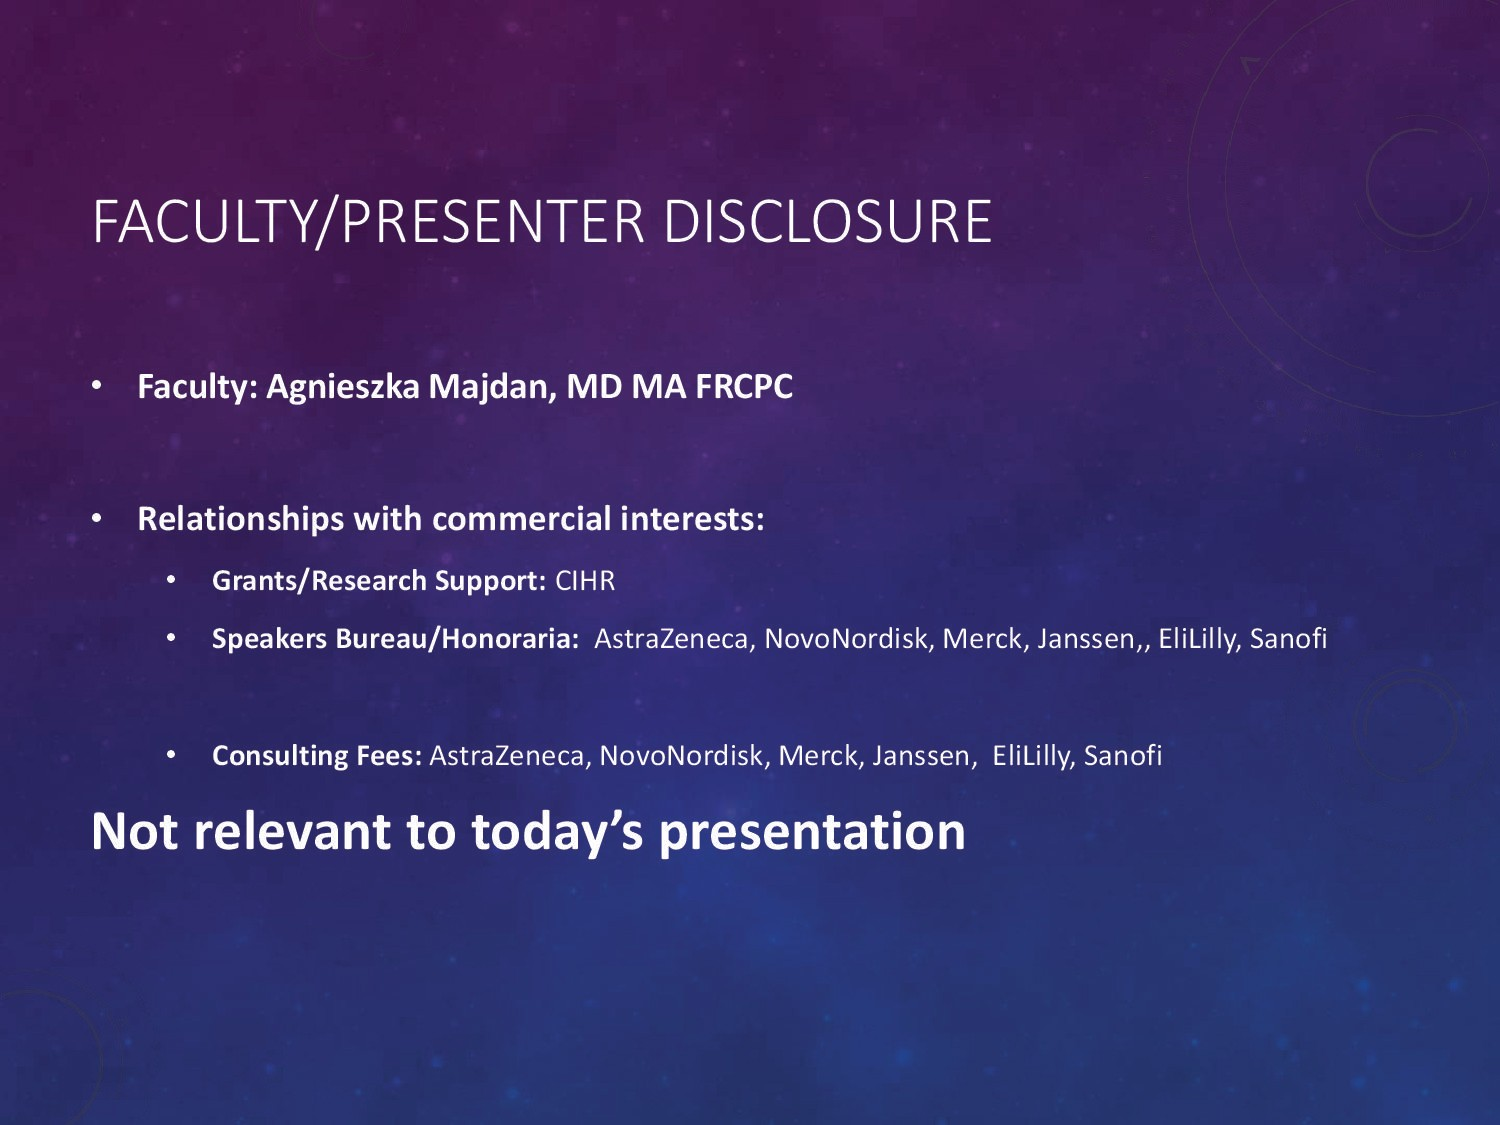 FACULTY/PRESENTER DISCLOSURE
• Faculty: Agnieszka Majdan, MD MA FRCPC
• Relationships with commercial interests:
• Grants/Research Support: CIHR
• Speakers Bureau/Honoraria:  AstraZeneca, NovoNordisk, Merck, Janssen,, EliLilly, Sanofi
• Consulting Fees: AstraZeneca, NovoNordisk, Merck, Janssen,  EliLilly, Sanofi
Not relevant to today’s presentation